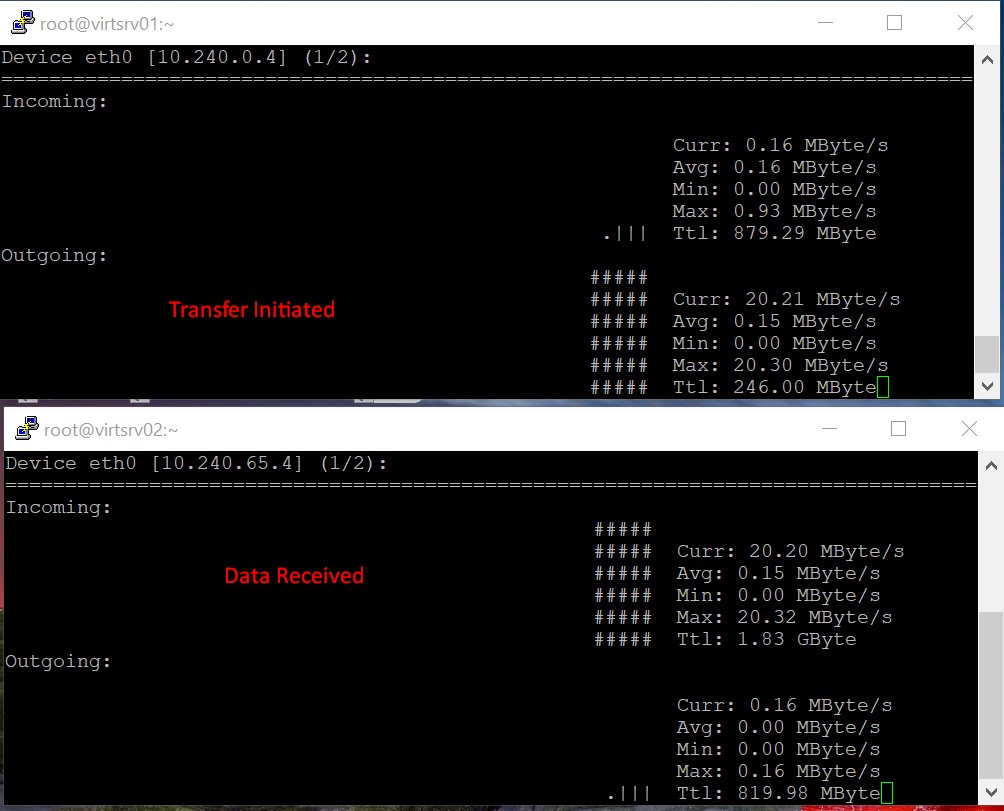 root@virtsrv01:~
Device eth0 [10.240.0.4] (1/2):
=================================================================================
Incoming:
Curr: 0.16 MByte/s
Avg: 0.16 MByte/s
Min: 0.00 MByte/s
Max: 0.93 MByte/s
.||| Ttl: 879.29 MByte
Outgoing:
#####
##### Curr: 20.21 MByte/s
Transfer Initiated
##### Avg: 0.15 MByte/s
##### Min: 0.00 MByte/s
##### Max: 20.30 MByte/s
##### Ttl: 246.00 MByte
root@virtsrv02:~
Device eth0 [10.240.65.4] (1/2):
=================================================================================
Incoming:
#####
##### Curr: 20.20 MByte/s
Data Received
##### Avg: 0.15 MByte/s
##### Min: 0.00 MByte/s
##### Max: 20.32 MByte/s
##### Ttl: 1.83 GByte
Outgoing:
Curr: 0.16 MByte/s
Avg: 0.00 MByte/s
Min: 0.00 MByte/s
Max: 0.16 MByte/s
.||| Ttl: 819.98 MByte